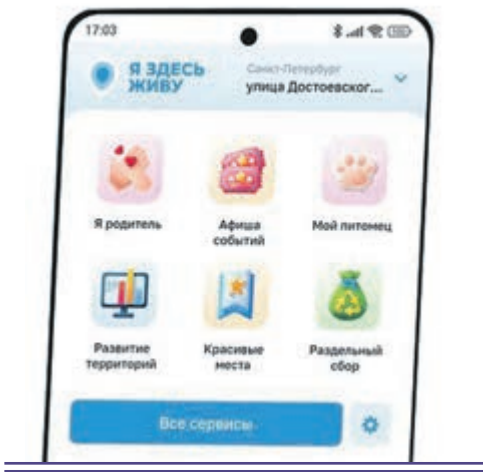 17:03
Я ЗДЕСЬ
ЖИВУ
Санкт-Петербург
улица Достоевског...
Я родитель
Афиша
событий
Мой питомец
Развитие
территорий
Красивые
места
Раздельный
сбор
Все сервисы